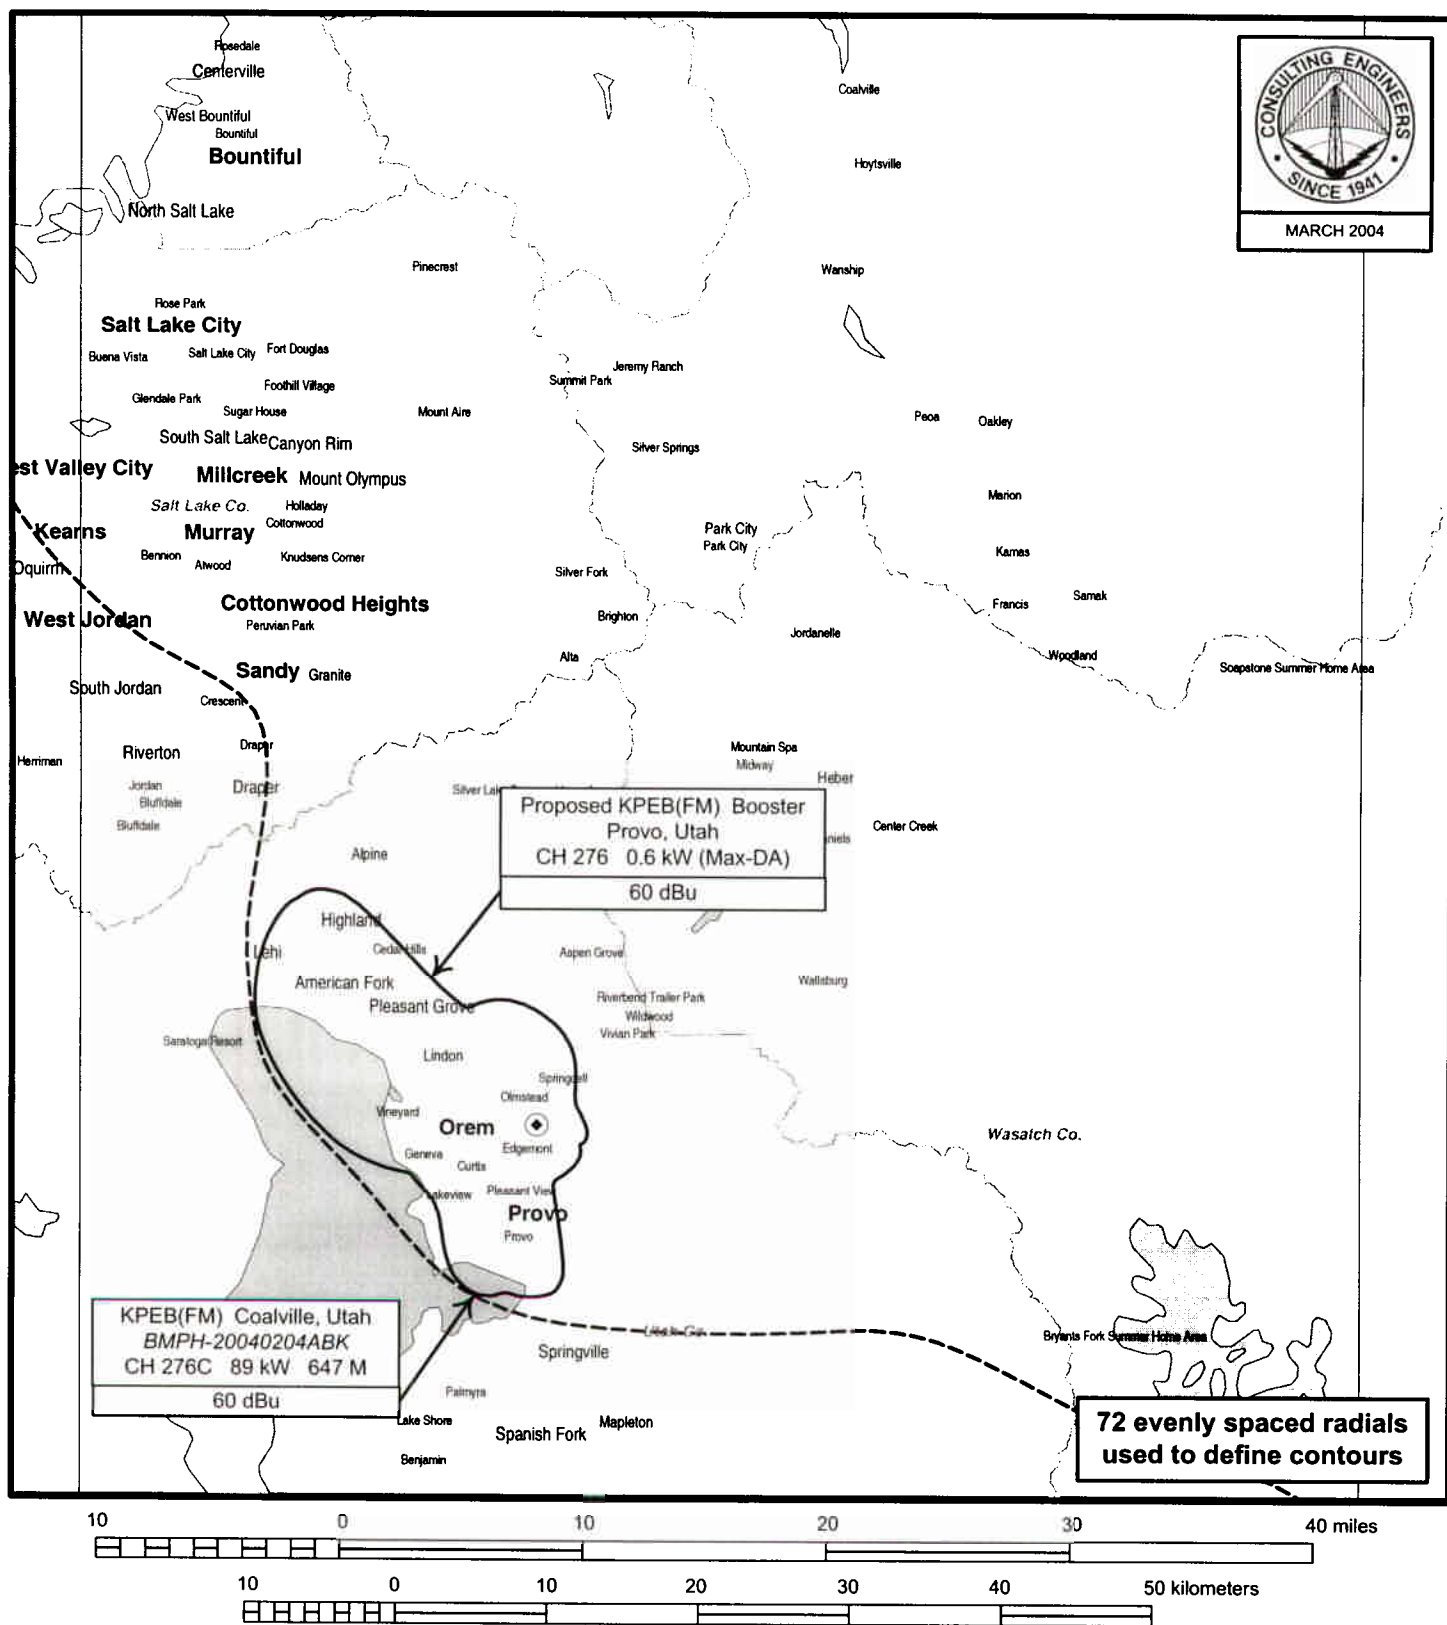 Rosedale
Centerville
Coalville
West Bountiful
Bountiful
Bountiful
Hoytsville
CONSULTING ENGINEERS
• SINCE 1941 •
MARCH 2004
North Salt Lake
Pinecrest
Wanship
Rose Park
Salt Lake City
Buena Vista
Salt Lake City
Fort Douglas
Jeremy Ranch
Summit Park
Foothill Village
Glendale Park
Sugar House
Mount Aire
Peoa
Oakley
South Salt Lake
Canyon Rim
Silver Springs
est Valley City
Millcreek
Mount Olympus
Marion
Salt Lake Co.
Holladay
Cottonwood
Kearns
Murray
Park City
Park City
Bennion
Atwood
Knudsens Corner
Kamas
Oquirrh
Silver Fork
Cottonwood Heights
Francis
Samak
West Jordan
Peruvian Park
Brighton
Jordanelle
Alta
Woodland
Soapstone Summer Home Area
Sandy
Granite
South Jordan
Crescent
Draper
Mountain Spa
Riverton
Herriman
Midway
Heber
Jordan
Bluffdale
Draper
Silver Lak
Bluffdale
Center Creek
niels
Proposed KPEB(FM) Booster
Provo, Utah
CH 276 0.6 kW (Max-DA)
60 dBu
Alpine
Highland
Lehi
Cedar Hills
Aspen Grove
American Fork
Wallsburg
Pleasant Grove
Riverbend Trailer Park
Wildwood
Vivian Park
Saratoga Resort
Lindon
Springdell
Olmstead
Vineyard
Orem
Wasatch Co.
Edgemont
Geneva
Curtis
Lakeview
Pleasant View
Provo
Provo
KPEB(FM) Coalville, Utah
BMPH-20040204ABK
CH 276C 89 kW 647 M
60 dBu
Utah Co.
Bryants Fork Summer Home Area
Springville
Palmyra
Lake Shore
Mapleton
Spanish Fork
Benjamin
72 evenly spaced radials
used to define contours
10 0 10 20 30 40 miles
10 0 10 20 30 40 50 kilometers